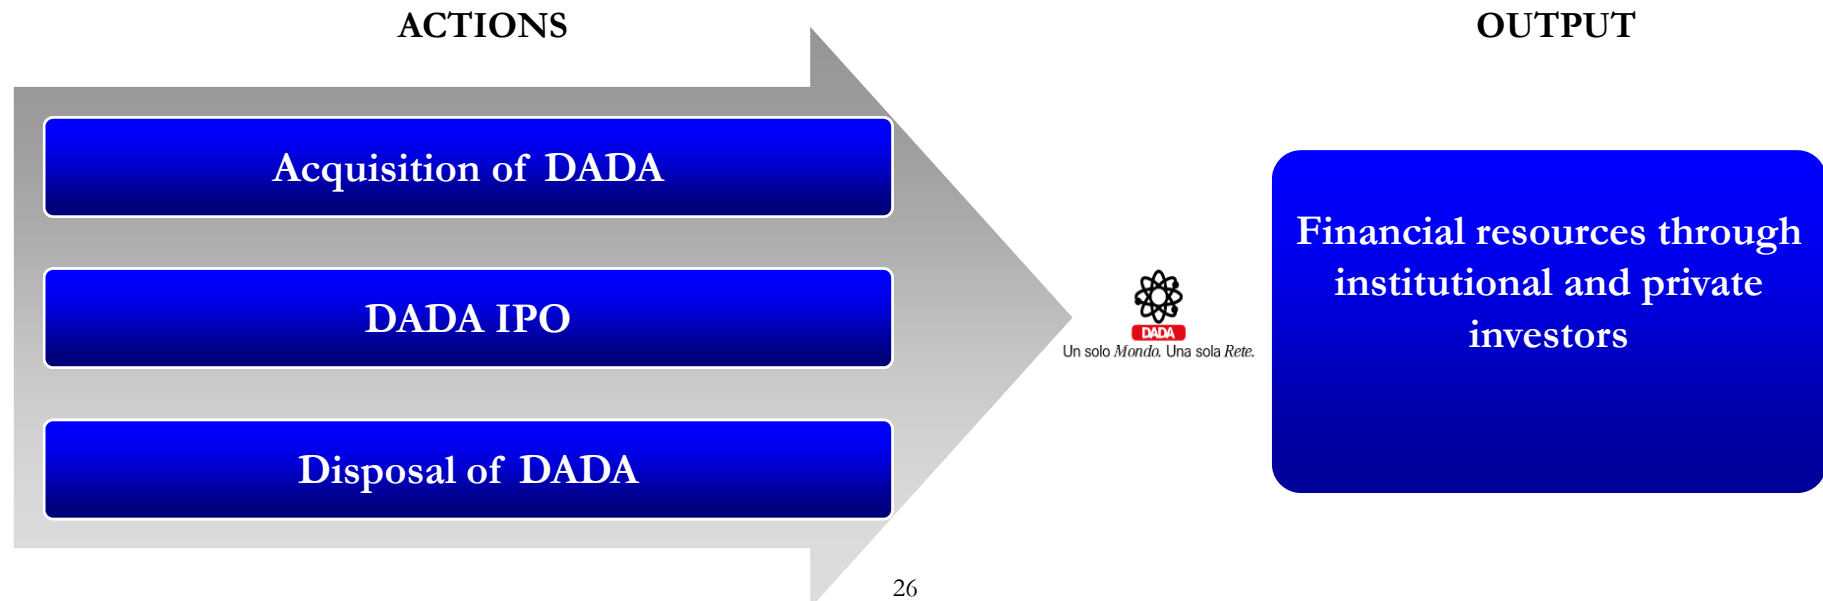 ACTIONS
OUTPUT
Acquisition of DADA
DADA IPO
Disposal of DADA
DADA
Un solo Mondo. Una sola Rete.
Financial resources through
institutional and private
investors
26